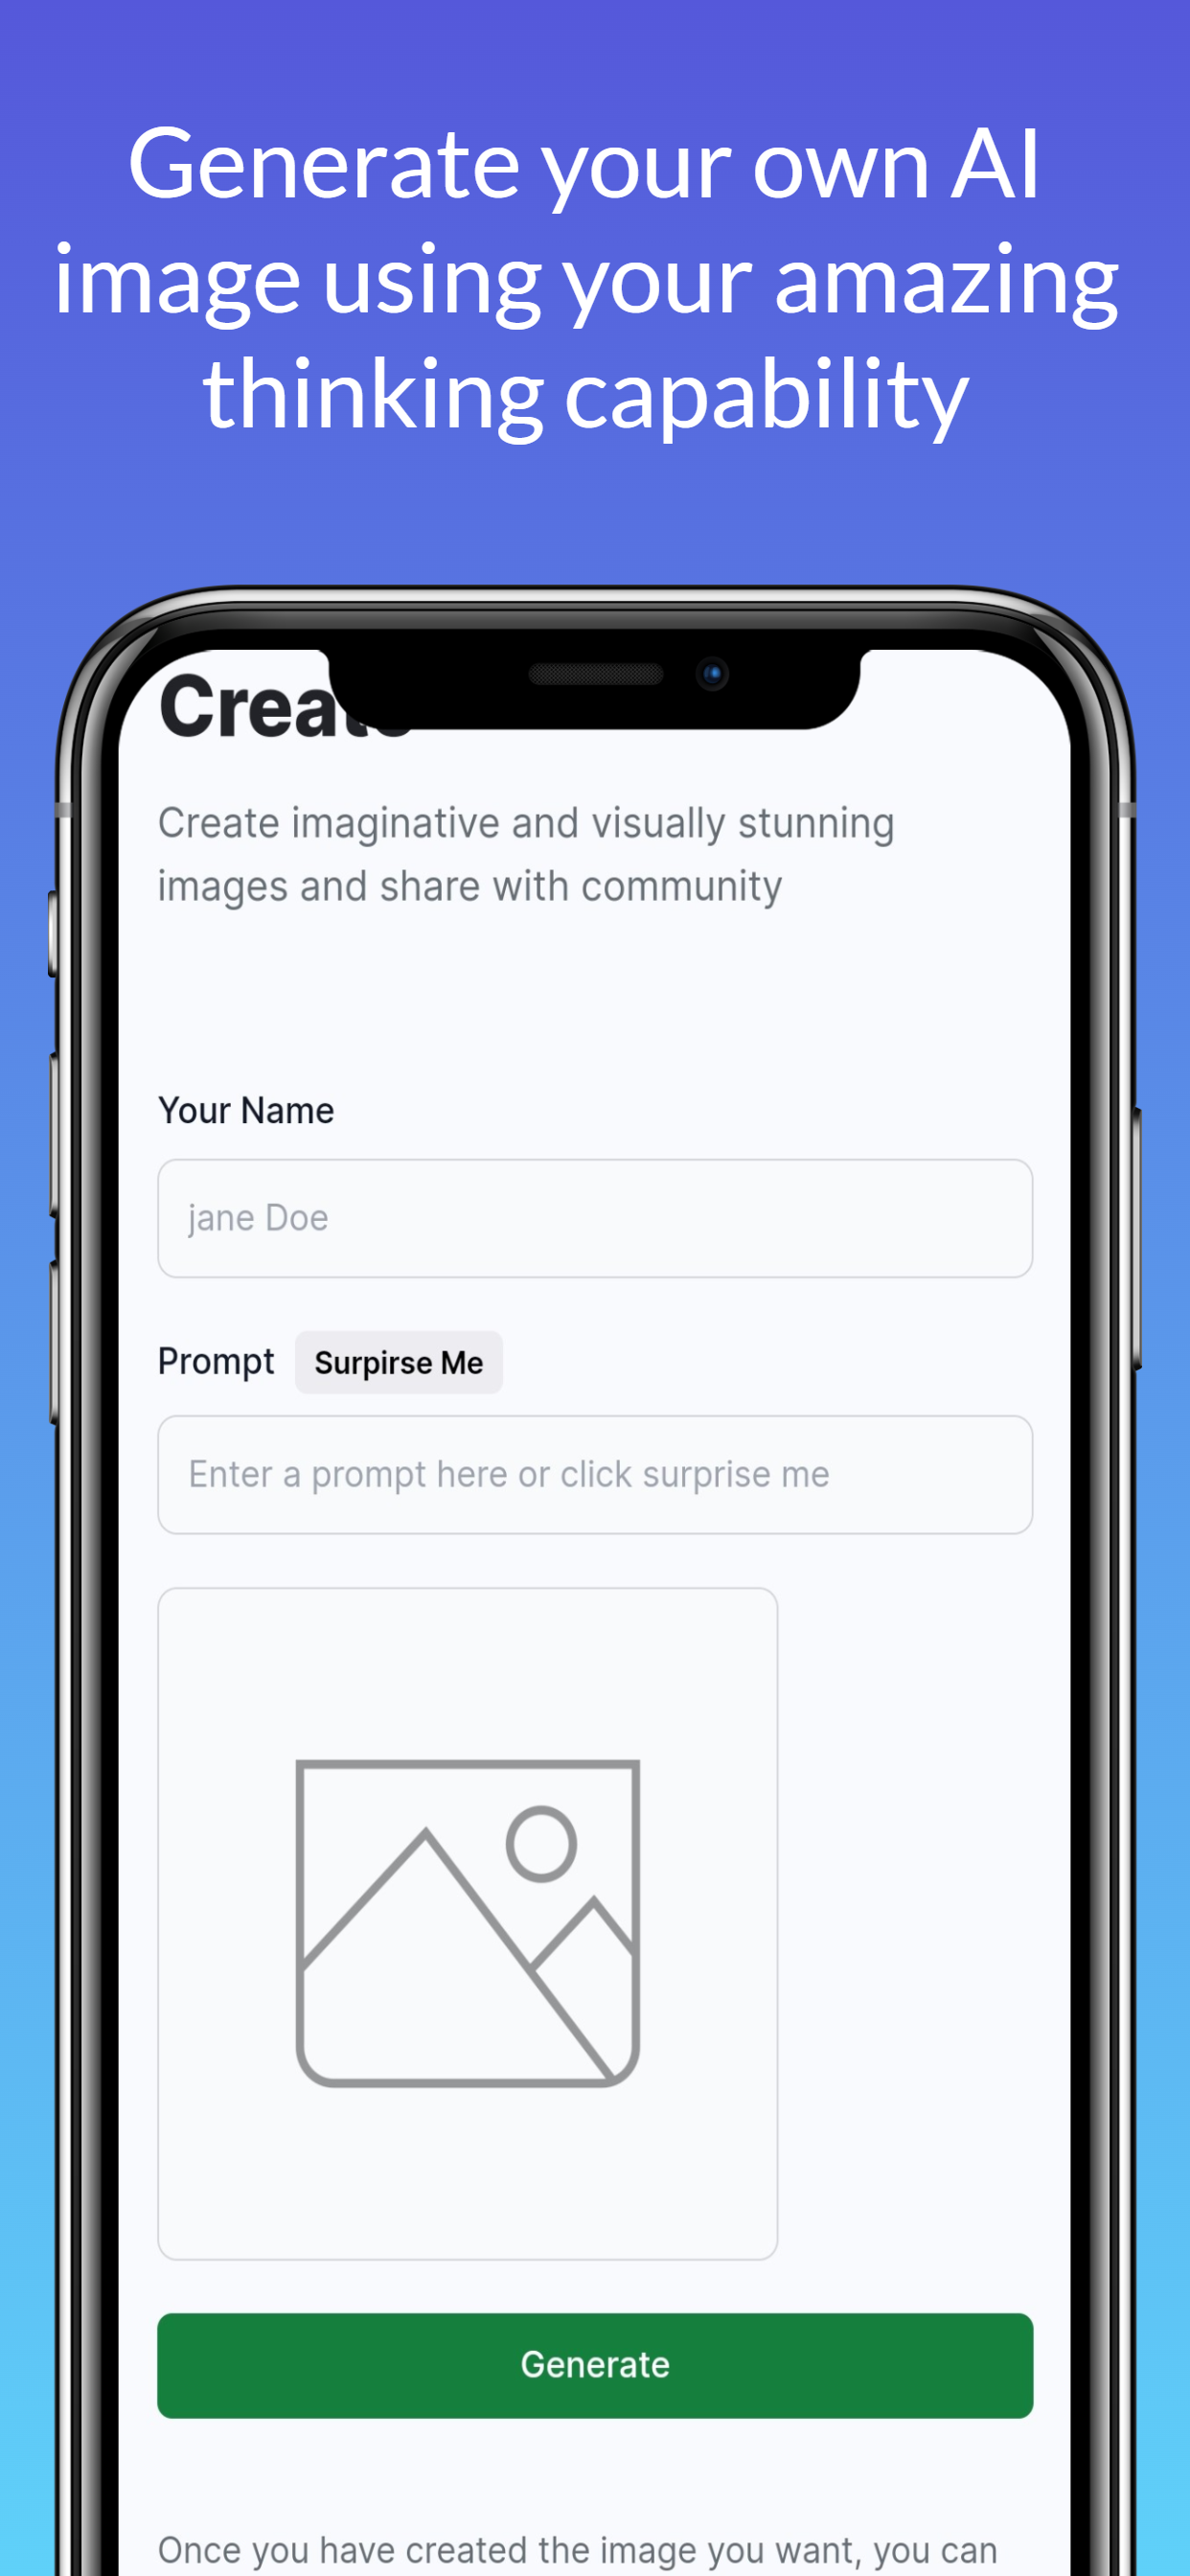 Generate your own AI
image using your amazing
thinking capability
Create
Create imaginative and visually stunning
images and share with community
Your Name
jane Doe
Prompt
Surpirse Me
Enter a prompt here or click surprise me
Generate
Once you have created the image you want, you can